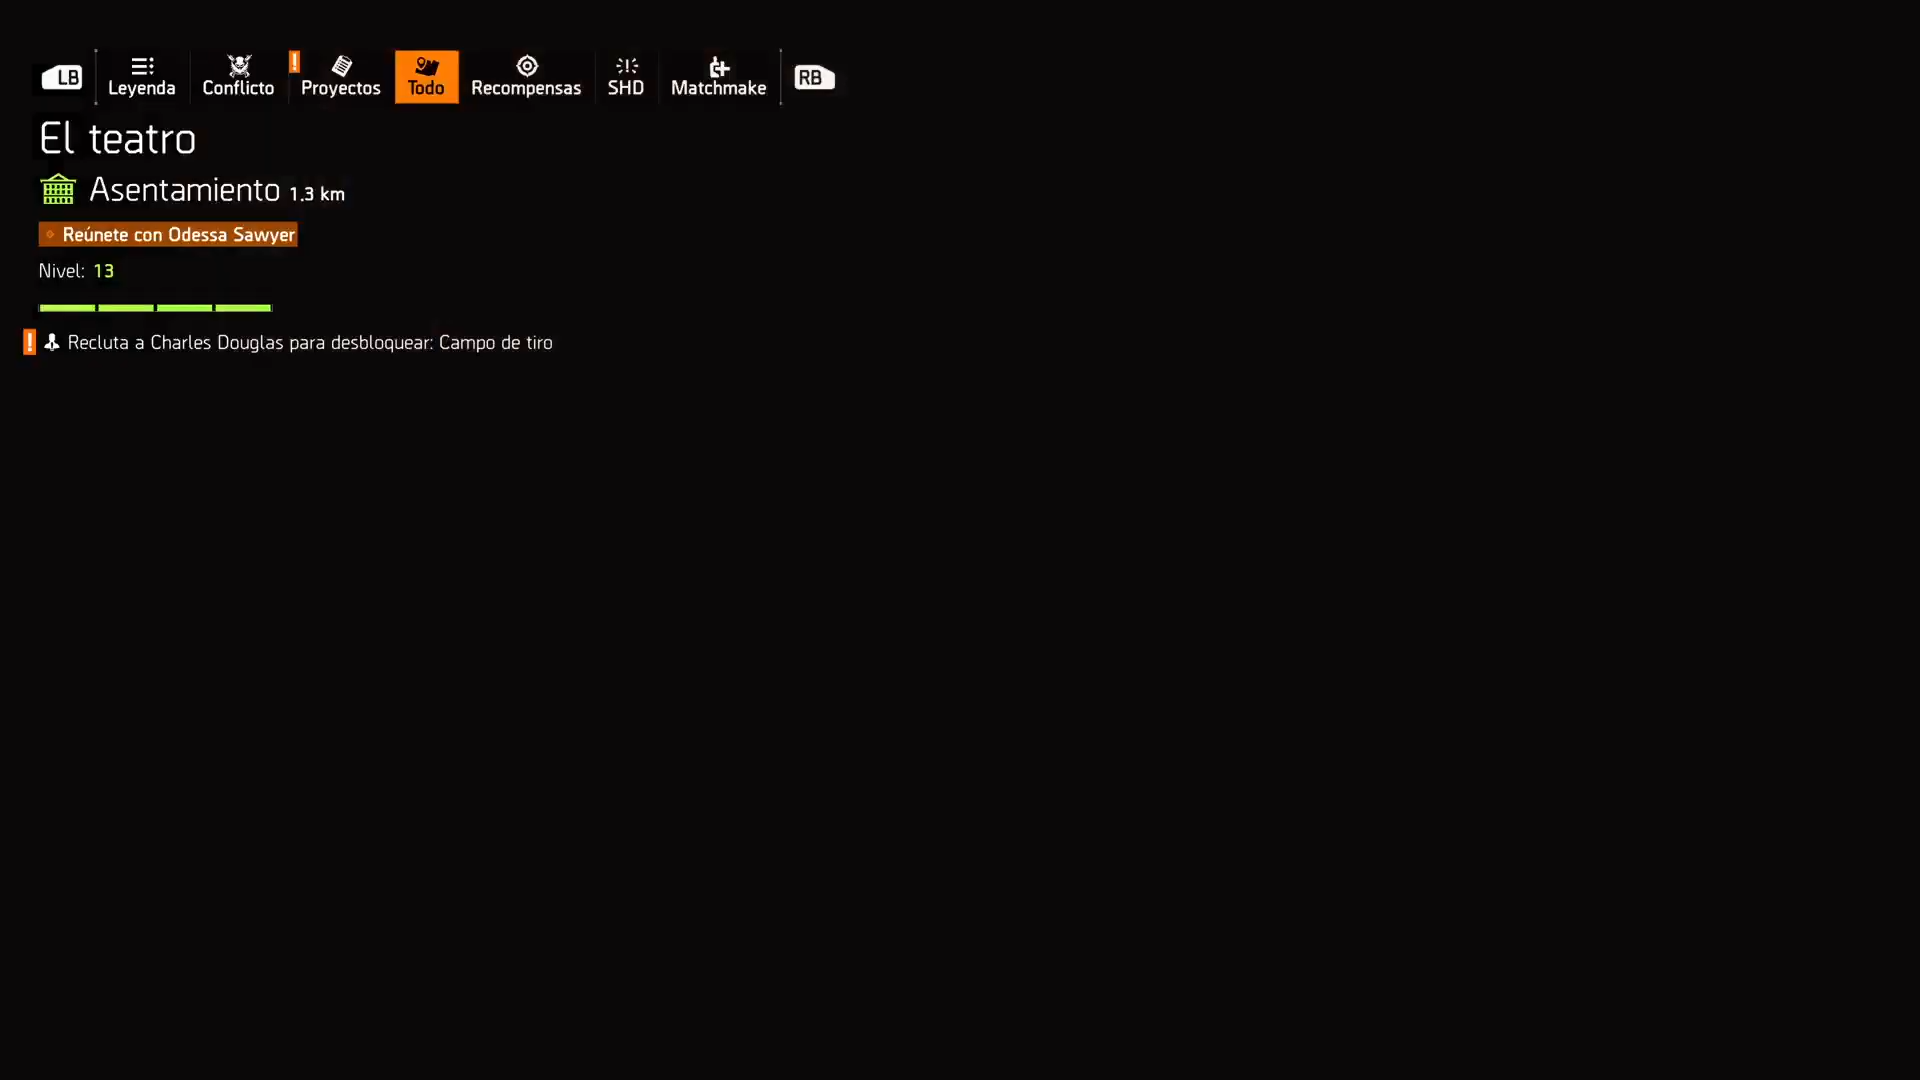 LB Leyenda Conflicto ! Proyectos Todo Recompensas SHD Matchmake RB
El teatro
Asentamiento 1.3 km
Reúnete con Odessa Sawyer
Nivel: 13
! Recluta a Charles Douglas para desbloquear: Campo de tiro